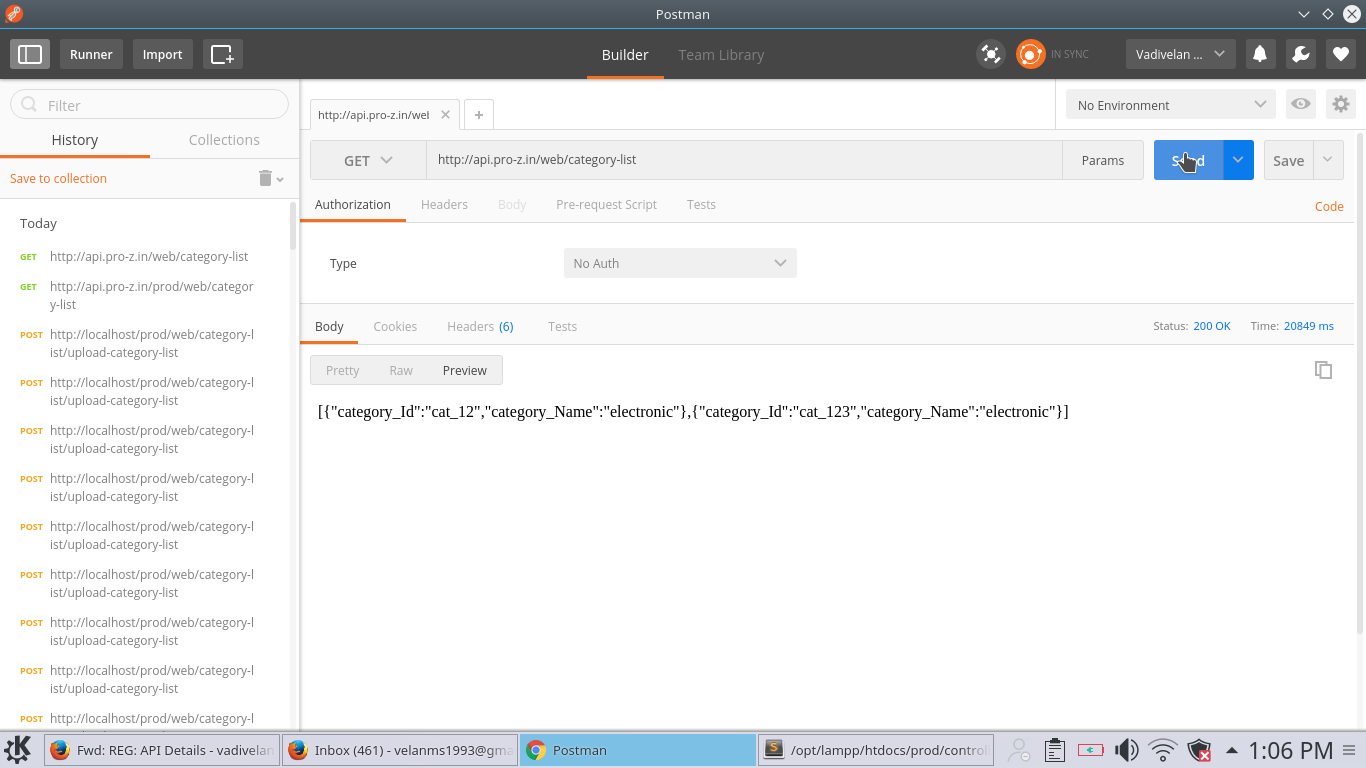 Postman
Runner
Import
Builder
Team Library
IN SYNC
Vadivelan ...
Filter
History
Collections
Save to collection
Today
GET http://api.pro-z.in/web/category-list
GET http://api.pro-z.in/prod/web/categor
y-list
POST http://localhost/prod/web/category-l
ist/upload-category-list
POST http://localhost/prod/web/category-l
ist/upload-category-list
POST http://localhost/prod/web/category-l
ist/upload-category-list
POST http://localhost/prod/web/category-l
ist/upload-category-list
POST http://localhost/prod/web/category-l
ist/upload-category-list
POST http://localhost/prod/web/category-l
ist/upload-category-list
POST http://localhost/prod/web/category-l
ist/upload-category-list
POST http://localhost/prod/web/category-l
ist/upload-category-list
POST http://localhost/prod/web/category-l
http://api.pro-z.in/wel
No Environment
GET
http://api.pro-z.in/web/category-list
Params
Send
Save
Authorization
Headers
Body
Pre-request Script
Tests
Code
Type
No Auth
Body
Cookies
Headers (6)
Tests
Status: 200 OK
Time: 20849 ms
Pretty
Raw
Preview
[{"category_Id":"cat_12","category_Name":"electronic"},{"category_Id":"cat_123","category_Name":"electronic"}]
Fwd: REG: API Details - vadivelan
Inbox (461) - velanms1993@gma
Postman
/opt/lampp/htdocs/prod/control
1:06 PM